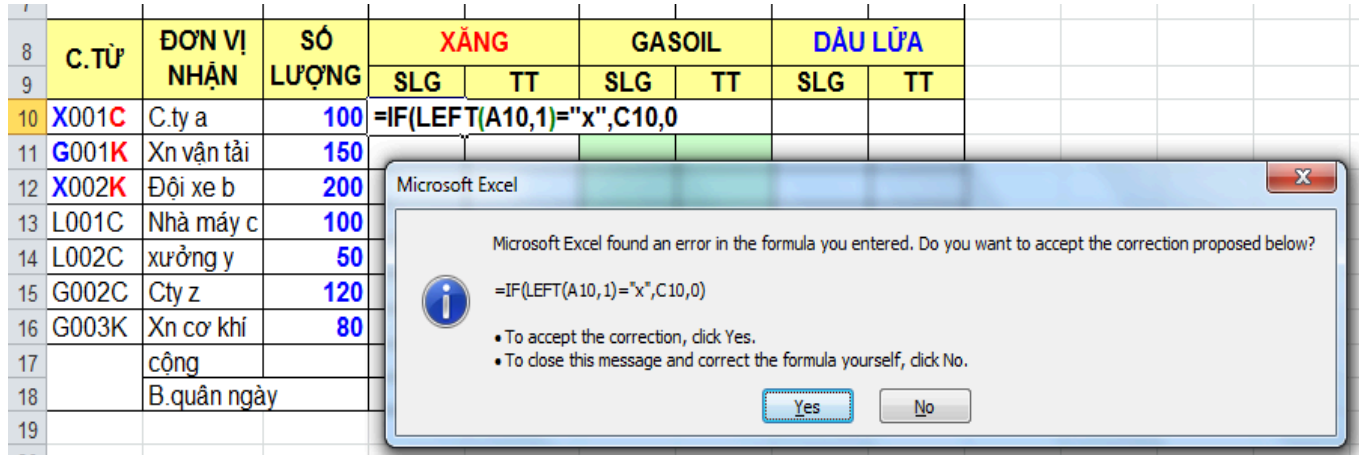 C.TỪ ĐƠN VỊ NHẬN SỐ LƯỢNG XĂNG GASOIL DẦU LỬA
SLG TT SLG TT SLG TT
8
9
10 X001C C.ty a 100 =IF(LEFT(A10,1)="x",C10,0
11 G001K Xn vận tải 150
12 X002K Đội xe b 200
13 L001C Nhà máy c 100
14 L002C xưởng y 50
15 G002C Cty z 120
16 G003K Xn cơ khí 80
17 cộng
18 B.quân ngày
19
Microsoft Excel
Microsoft Excel found an error in the formula you entered. Do you want to accept the correction proposed below?
=IF(LEFT(A10,1)="x",C10,0)
• To accept the correction, click Yes.
• To close this message and correct the formula yourself, click No.
Yes No